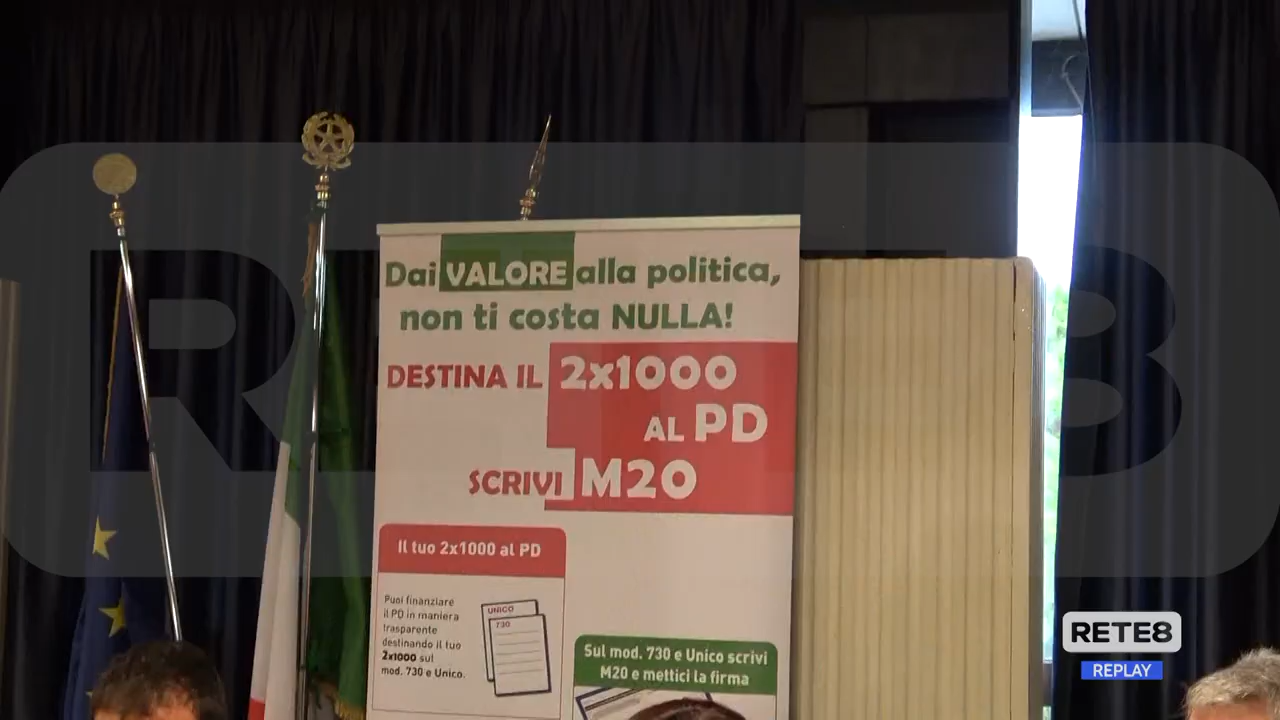 Dai VALORE alla politica,
non ti costa NULLA!
DESTINA IL 2x1000
AL PD
SCRIVI M20
Il tuo 2x1000 al PD
Puoi finanziare
il PD in maniera
trasparente
destinando il tuo
2x1000 sul
mod. 730 e Unico.
UNICO
730
Sul mod. 730 e Unico scrivi
M20 e mettici la firma
RETE8
RETE8
REPLAY